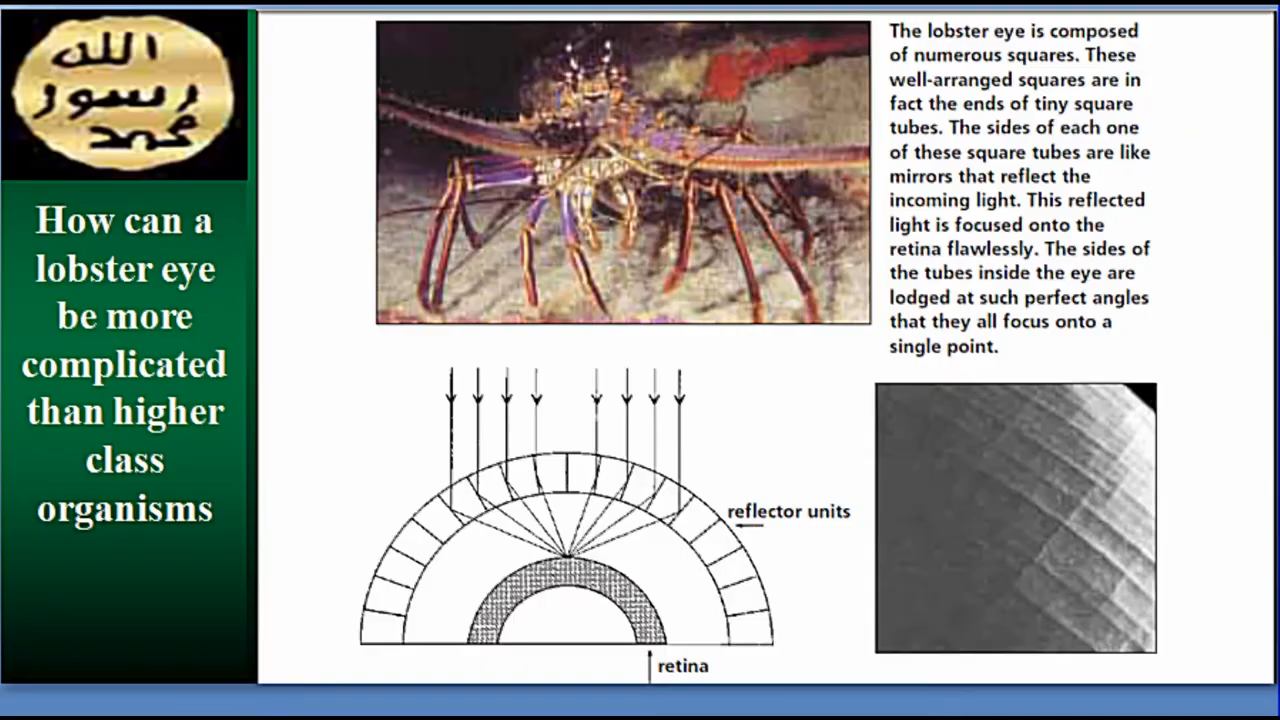 الله
رسول
محمد
How can a
lobster eye
be more
complicated
than higher
class
organisms
The lobster eye is composed
of numerous squares. These
well-arranged squares are in
fact the ends of tiny square
tubes. The sides of each one
of these square tubes are like
mirrors that reflect the
incoming light. This reflected
light is focused onto the
retina flawlessly. The sides of
the tubes inside the eye are
lodged at such perfect angles
that they all focus onto a
single point.
reflector units
retina